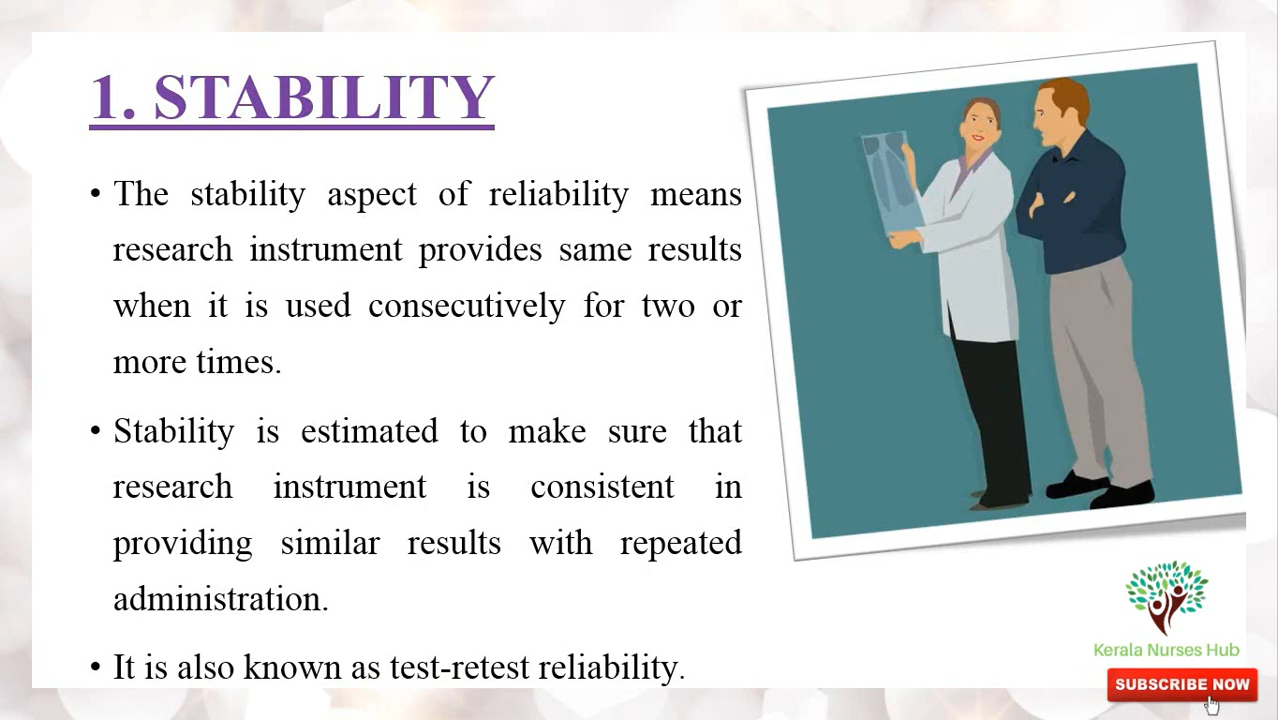 1. STABILITY
• The stability aspect of reliability means
research instrument provides same results
when it is used consecutively for two or
more times.
• Stability is estimated to make sure that
research instrument is consistent in
providing similar results with repeated
administration.
• It is also known as test-retest reliability.
Kerala Nurses Hub
SUBSCRIBE NOW